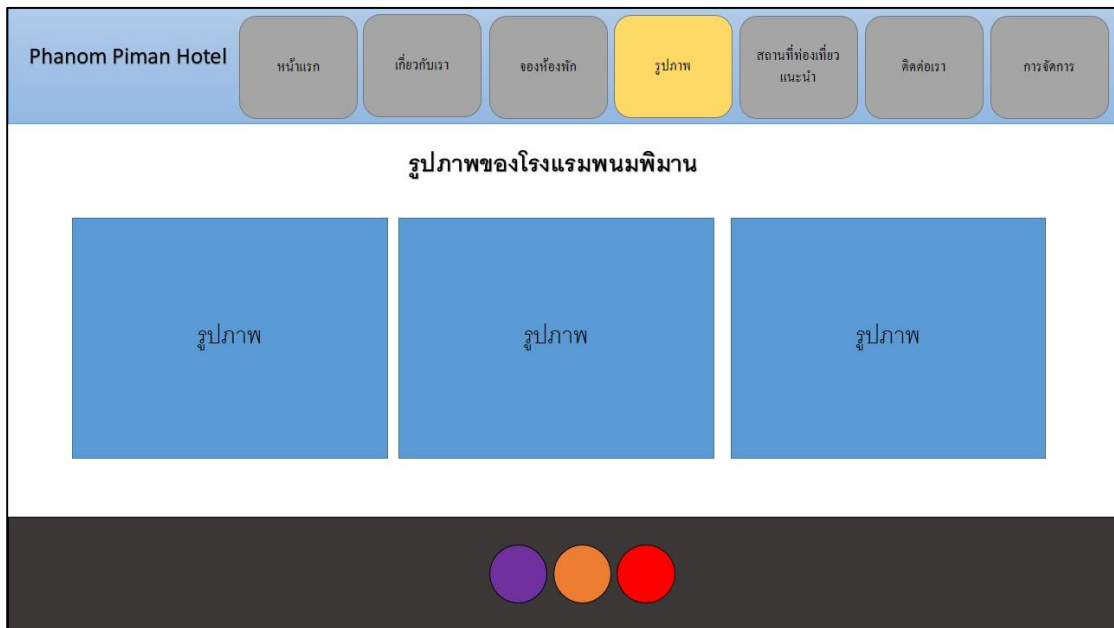 Phanom Piman Hotel
หน้าแรก
เกี่ยวกับเรา
จองห้องพัก
รูปภาพ
สถานที่ท่องเที่ยว
แนะนำ
ติดต่อเรา
การจัดการ
รูปภาพของโรงแรมพนมพิมาน
รูปภาพ
รูปภาพ
รูปภาพ